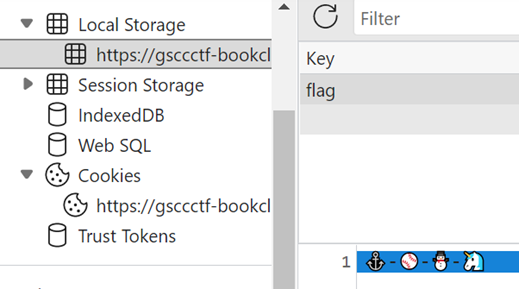 Local Storage
https://gsccctf-bookcl
Session Storage
IndexedDB
Web SQL
Cookies
https://gsccctf-bookcl
Trust Tokens
Filter
Key
flag
1 ⚓-⚾-⛄-🦄